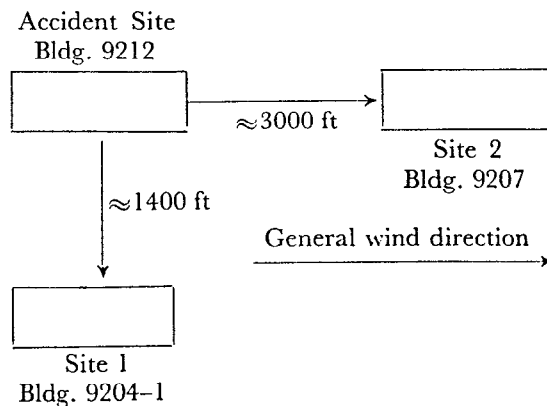 Accident Site
Bldg. 9212
≈3000 ft
Site 2
Bldg. 9207
≈1400 ft
General wind direction
Site 1
Bldg. 9204-1